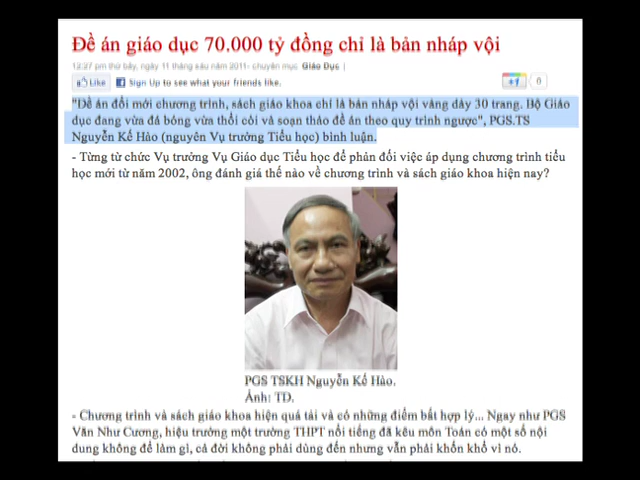 Đề án giáo dục 70.000 tỷ đồng chỉ là bản nháp vội
12:27 pm thứ bảy, ngày 11 tháng sáu năm 2011- chuyên mục Giáo Dục |
Like Sign Up to see what your friends like. +1 6
"Đề án đổi mới chương trình, sách giáo khoa chỉ là bản nháp vội vàng dày 30 trang. Bộ Giáo
dục đang vừa đá bóng vừa thổi còi và soạn thảo đề án theo quy trình ngược", PGS.TS
Nguyễn Kế Hào (nguyên Vụ trưởng Tiểu học) bình luận.
- Từng từ chức Vụ trưởng Vụ Giáo dục Tiểu học để phản đối việc áp dụng chương trình tiểu
học mới từ năm 2002, ông đánh giá thế nào về chương trình và sách giáo khoa hiện nay?
PGS TSKH Nguyễn Kế Hào.
Ảnh: TD.
- Chương trình và sách giáo khoa hiện quá tải và có những điểm bất hợp lý... Ngay như PGS
Văn Như Cương, hiệu trưởng một trường THPT nổi tiếng đã kêu môn Toán có một số nội
dung không để làm gì, cả đời không phải dùng đến nhưng vẫn phải khốn khổ vì nó.